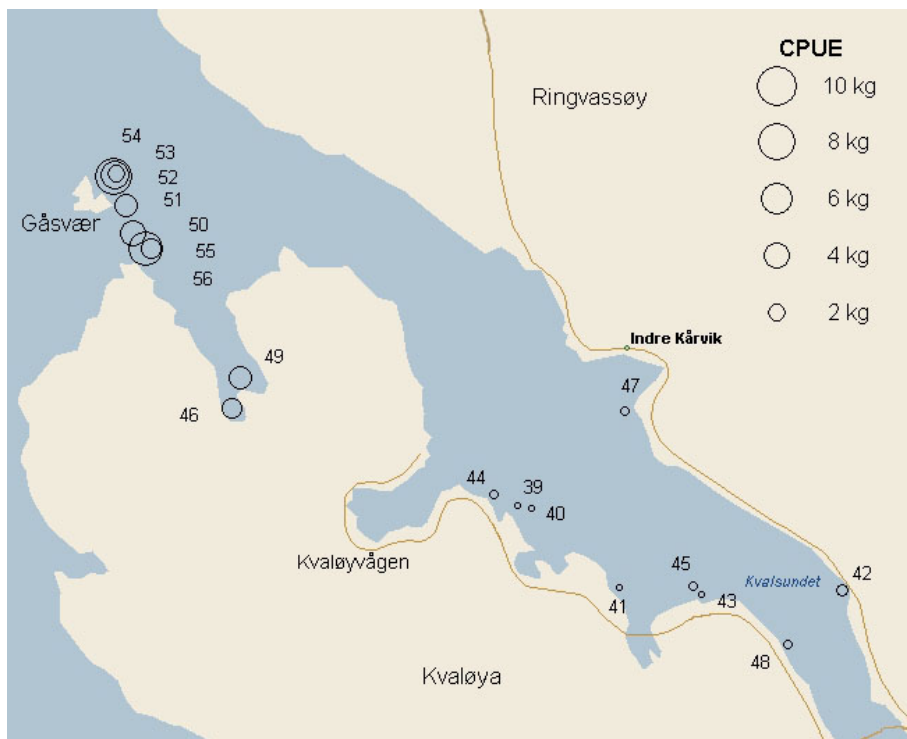 CPUE
10 kg
8 kg
6 kg
4 kg
2 kg
Ringvassøy
54
53
52
51
50
55
56
Gåsvær
49
46
Indre Kårvik
47
44
39
40
Kvaløyvågen
41
45
43
Kvalsundet
42
48
Kvaløya